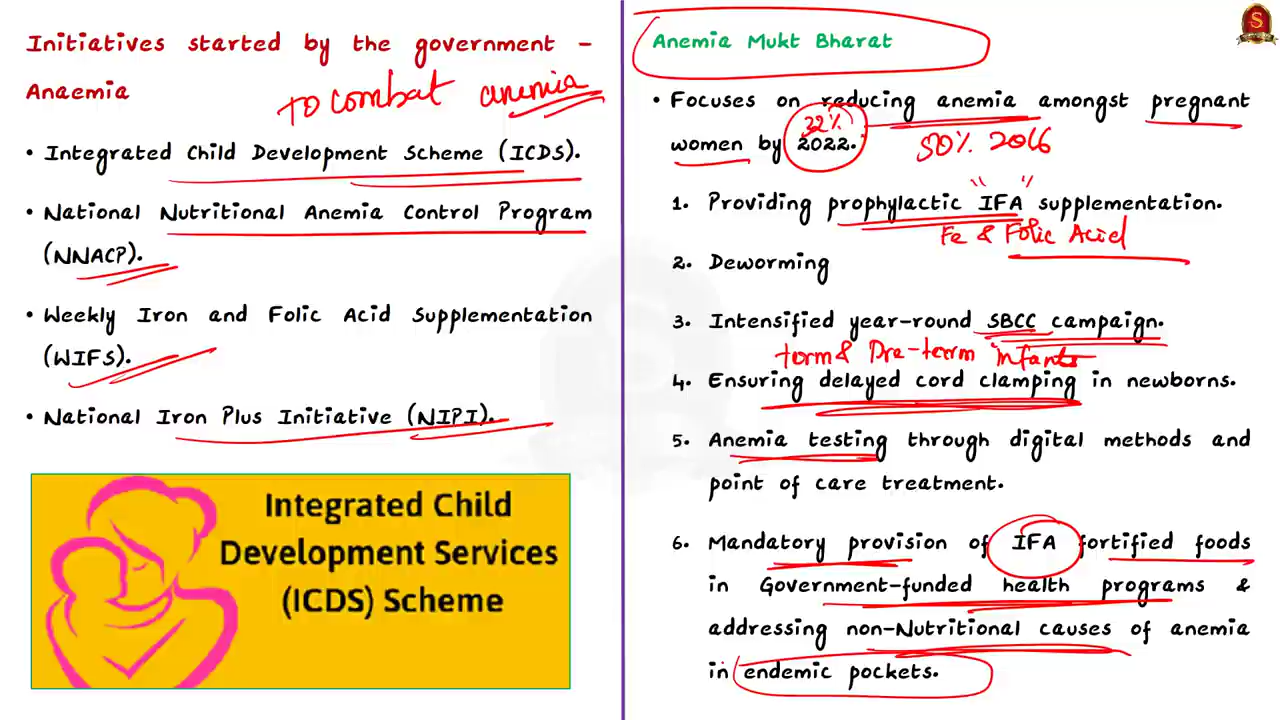 Initiatives started by the government –
Anaemia
To combat anemia
• Integrated Child Development Scheme (ICDS).
• National Nutritional Anemia Control Program
(NNACP).
• Weekly Iron and Folic Acid Supplementation
(WIFS).
• National Iron Plus Initiative (NIPI).
Integrated Child
Development Services
(ICDS) Scheme
S
Anemia Mukt Bharat
• Focuses on reducing anemia amongst pregnant
32%
women by 2022. 50% 2016
1. Providing prophylactic "IFA" supplementation.
Fe & Folic Acid
2. Deworming
3. Intensified year-round SBCC campaign.
term & Pre-term infants
4. Ensuring delayed cord clamping in newborns.
5. Anemia testing through digital methods and
point of care treatment.
6. Mandatory provision of IFA fortified foods
in Government-funded health programs &
addressing non-Nutritional causes of anemia
in endemic pockets.